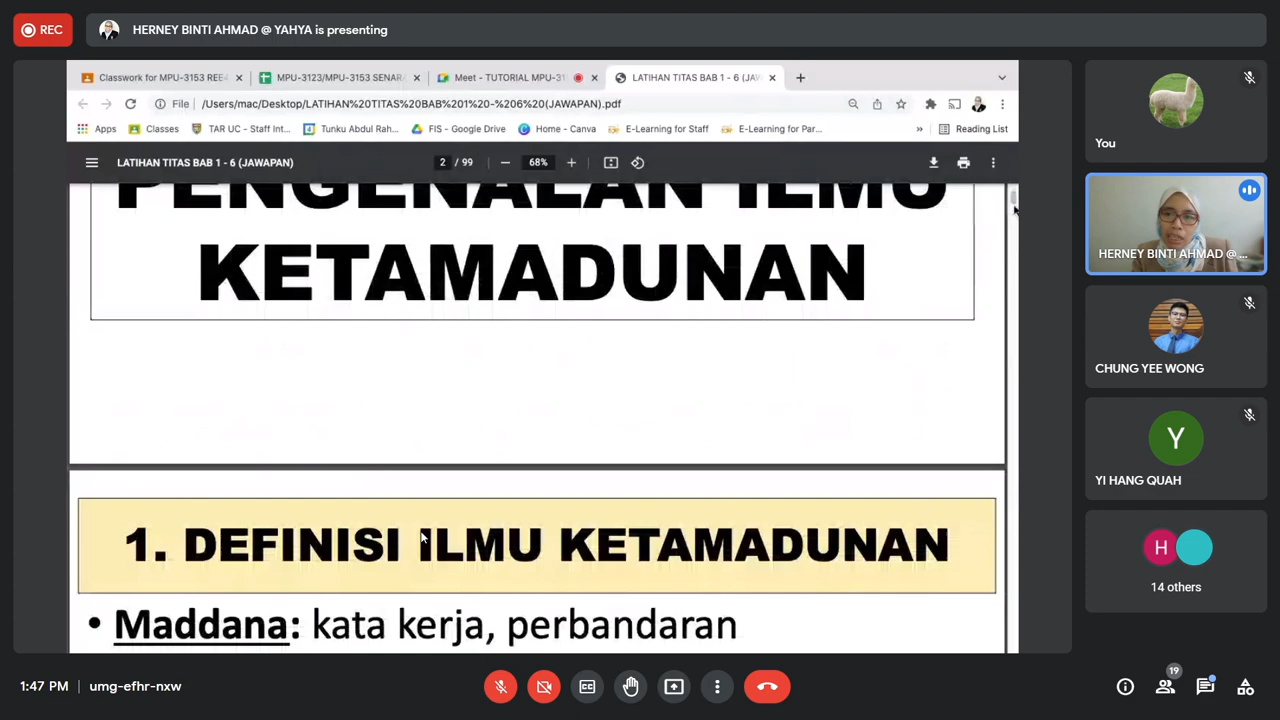 REC
HERNEY BINTI AHMAD @ YAHYA is presenting
Classwork for MPU-3153 REE4
MPU-3123/MPU-3153 SENAR
Meet - TUTORIAL MPU-31
LATIHAN TITAS BAB 1 - 6 (JAW
File /Users/mac/Desktop/LATIHAN%20TITAS%20BAB%201%20-%206%20(JAWAPAN).pdf
Apps Classes TAR UC - Staff Int... Tunku Abdul Rah... FIS - Google Drive Home - Canva E-Learning for Staff E-Learning for Par... » Reading List
LATIHAN TITAS BAB 1 - 6 (JAWAPAN) 2 / 99 68%
PENGENALAN ILMU
KETAMADUNAN
1. DEFINISI ILMU KETAMADUNAN
• Maddana: kata kerja, perbandaran
You
HERNEY BINTI AHMAD @ ...
CHUNG YEE WONG
Y
YI HANG QUAH
H
14 others
1:47 PM umg-efhr-nxw
19